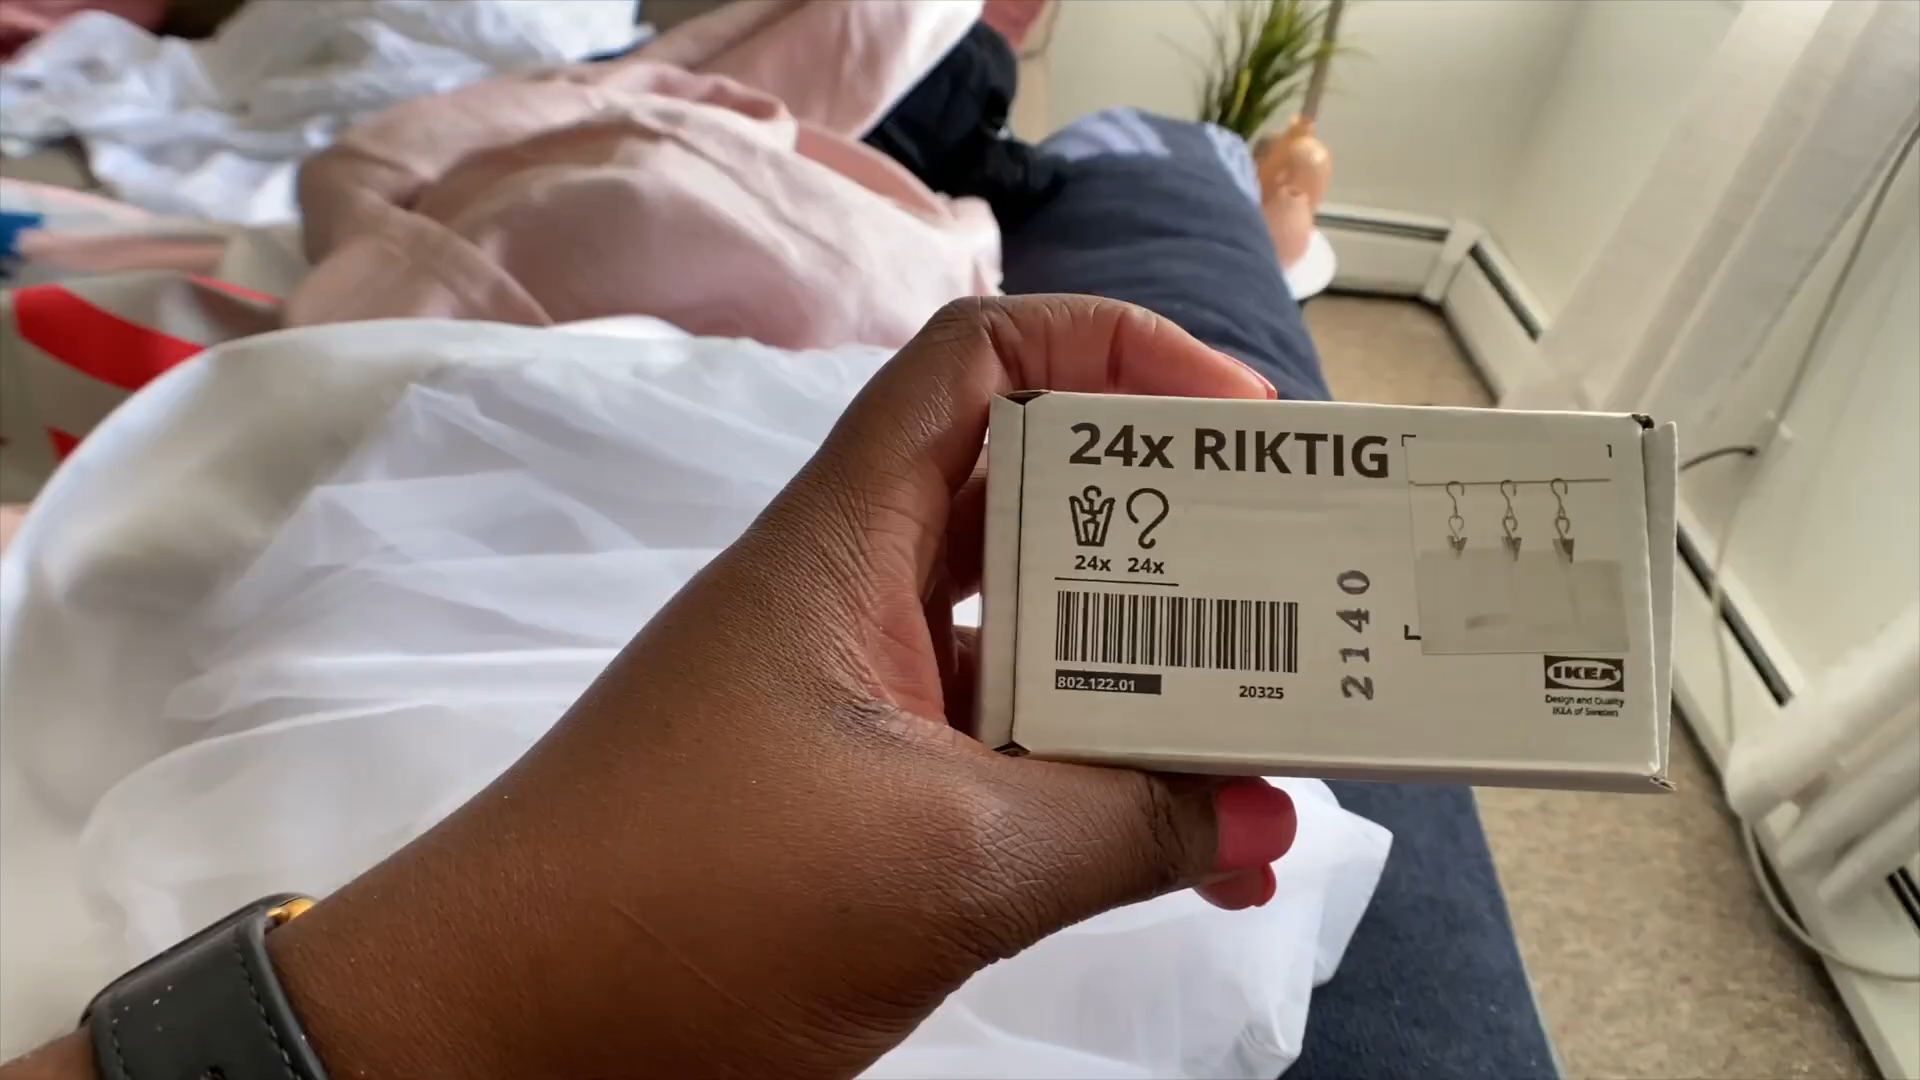 24x RIKTIG
1
24x 24x
802.122.01
20325
2140
IKEA
Design and Quality
IKEA of Sweden